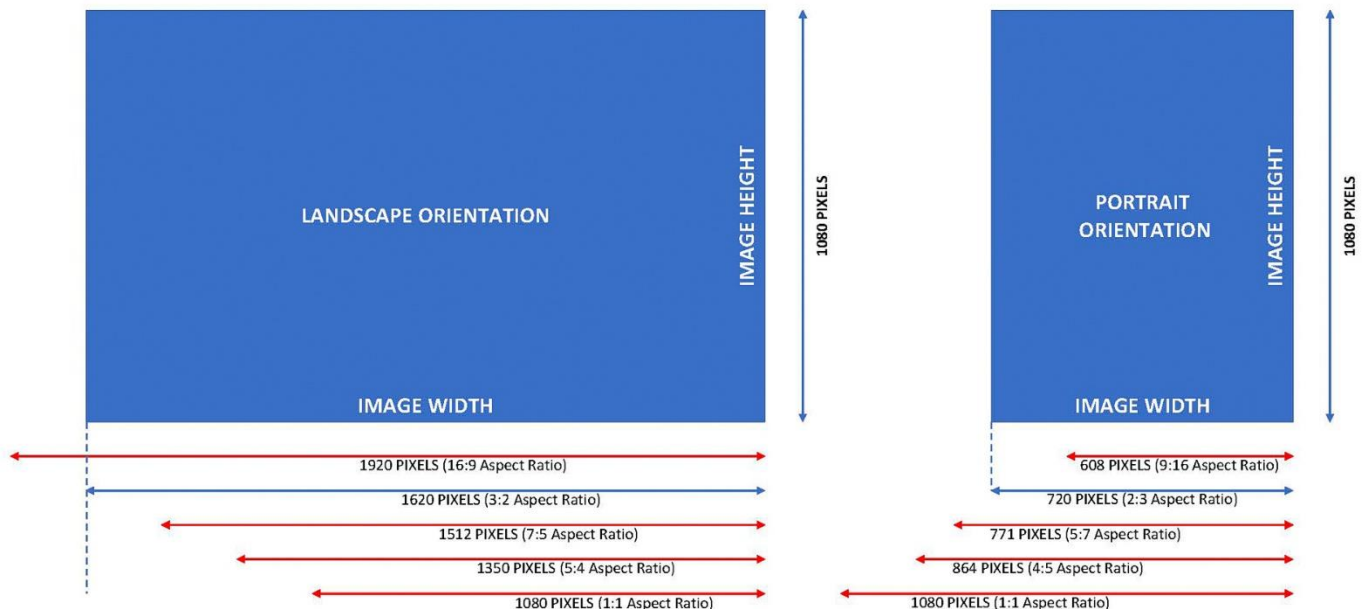 LANDSCAPE ORIENTATION
IMAGE HEIGHT
IMAGE WIDTH
1080 PIXELS
1920 PIXELS (16:9 Aspect Ratio)
1620 PIXELS (3:2 Aspect Ratio)
1512 PIXELS (7:5 Aspect Ratio)
1350 PIXELS (5:4 Aspect Ratio)
1080 PIXELS (1:1 Aspect Ratio)
PORTRAIT
ORIENTATION
IMAGE HEIGHT
IMAGE WIDTH
1080 PIXELS
608 PIXELS (9:16 Aspect Ratio)
720 PIXELS (2:3 Aspect Ratio)
771 PIXELS (5:7 Aspect Ratio)
864 PIXELS (4:5 Aspect Ratio)
1080 PIXELS (1:1 Aspect Ratio)